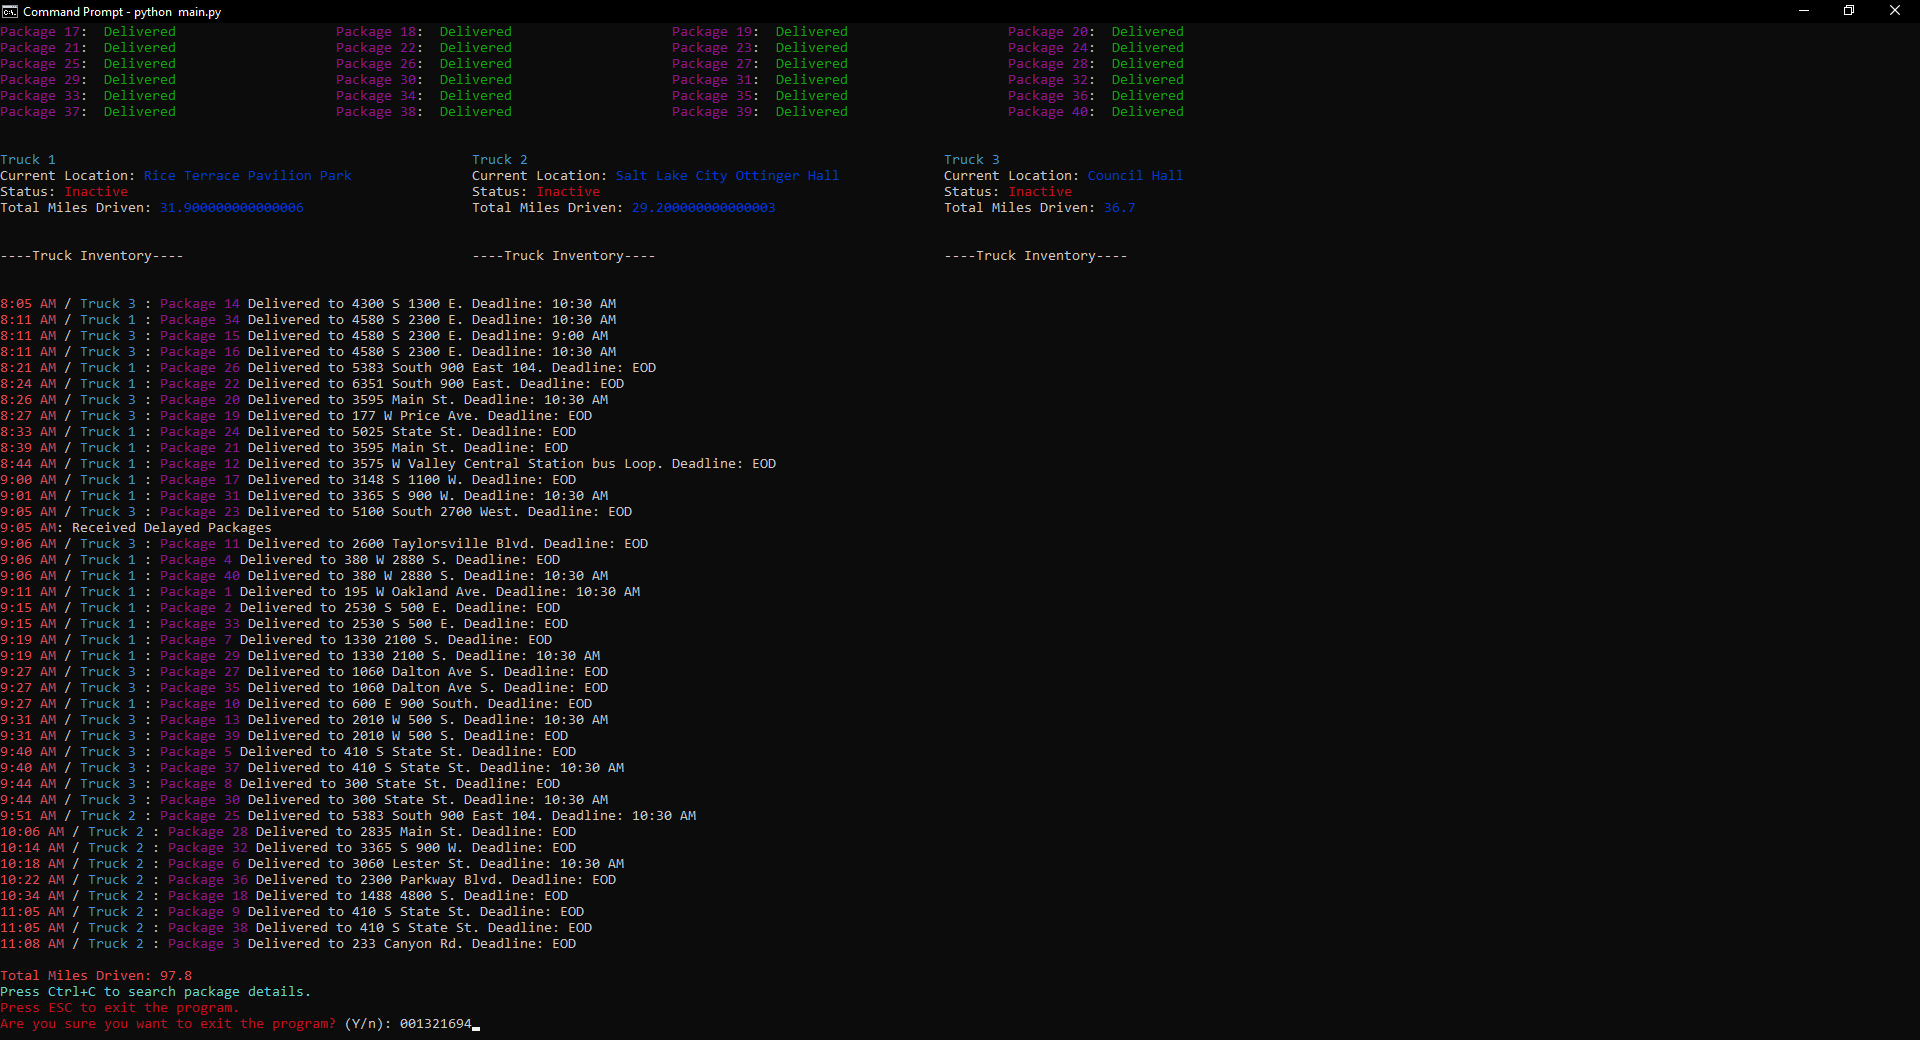 Command Prompt - python  main.py
Package 17:  Delivered Package 18:  Delivered Package 19:  Delivered Package 20:  Delivered
Package 21:  Delivered Package 22:  Delivered Package 23:  Delivered Package 24:  Delivered
Package 25:  Delivered Package 26:  Delivered Package 27:  Delivered Package 28:  Delivered
Package 29:  Delivered Package 30:  Delivered Package 31:  Delivered Package 32:  Delivered
Package 33:  Delivered Package 34:  Delivered Package 35:  Delivered Package 36:  Delivered
Package 37:  Delivered Package 38:  Delivered Package 39:  Delivered Package 40:  Delivered
Truck 1 Truck 2 Truck 3
Current Location: Rice Terrace Pavilion Park Current Location: Salt Lake City Ottinger Hall Current Location: Council Hall
Status: Inactive Status: Inactive Status: Inactive
Total Miles Driven: 31.900000000000006 Total Miles Driven: 29.200000000000003 Total Miles Driven: 36.7
----Truck Inventory---- ----Truck Inventory---- ----Truck Inventory----
8:05 AM / Truck 3 : Package 14 Delivered to 4300 S 1300 E. Deadline: 10:30 AM
8:11 AM / Truck 1 : Package 34 Delivered to 4580 S 2300 E. Deadline: 10:30 AM
8:11 AM / Truck 3 : Package 15 Delivered to 4580 S 2300 E. Deadline: 9:00 AM
8:11 AM / Truck 3 : Package 16 Delivered to 4580 S 2300 E. Deadline: 10:30 AM
8:21 AM / Truck 1 : Package 26 Delivered to 5383 South 900 East 104. Deadline: EOD
8:24 AM / Truck 1 : Package 22 Delivered to 6351 South 900 East. Deadline: EOD
8:26 AM / Truck 3 : Package 20 Delivered to 3595 Main St. Deadline: 10:30 AM
8:27 AM / Truck 3 : Package 19 Delivered to 177 W Price Ave. Deadline: EOD
8:33 AM / Truck 1 : Package 24 Delivered to 5025 State St. Deadline: EOD
8:39 AM / Truck 1 : Package 21 Delivered to 3595 Main St. Deadline: EOD
8:44 AM / Truck 1 : Package 12 Delivered to 3575 W Valley Central Station bus Loop. Deadline: EOD
9:00 AM / Truck 1 : Package 17 Delivered to 3148 S 1100 W. Deadline: EOD
9:01 AM / Truck 1 : Package 31 Delivered to 3365 S 900 W. Deadline: 10:30 AM
9:05 AM / Truck 3 : Package 23 Delivered to 5100 South 2700 West. Deadline: EOD
9:05 AM: Received Delayed Packages
9:06 AM / Truck 3 : Package 11 Delivered to 2600 Taylorsville Blvd. Deadline: EOD
9:06 AM / Truck 1 : Package 4 Delivered to 380 W 2880 S. Deadline: EOD
9:06 AM / Truck 1 : Package 40 Delivered to 380 W 2880 S. Deadline: 10:30 AM
9:11 AM / Truck 1 : Package 1 Delivered to 195 W Oakland Ave. Deadline: 10:30 AM
9:15 AM / Truck 1 : Package 2 Delivered to 2530 S 500 E. Deadline: EOD
9:15 AM / Truck 1 : Package 33 Delivered to 2530 S 500 E. Deadline: EOD
9:19 AM / Truck 1 : Package 7 Delivered to 1330 2100 S. Deadline: EOD
9:19 AM / Truck 1 : Package 29 Delivered to 1330 2100 S. Deadline: 10:30 AM
9:27 AM / Truck 3 : Package 27 Delivered to 1060 Dalton Ave S. Deadline: EOD
9:27 AM / Truck 3 : Package 35 Delivered to 1060 Dalton Ave S. Deadline: EOD
9:27 AM / Truck 1 : Package 10 Delivered to 600 E 900 South. Deadline: EOD
9:31 AM / Truck 3 : Package 13 Delivered to 2010 W 500 S. Deadline: 10:30 AM
9:31 AM / Truck 3 : Package 39 Delivered to 2010 W 500 S. Deadline: EOD
9:40 AM / Truck 3 : Package 5 Delivered to 410 S State St. Deadline: EOD
9:40 AM / Truck 3 : Package 37 Delivered to 410 S State St. Deadline: 10:30 AM
9:44 AM / Truck 3 : Package 8 Delivered to 300 State St. Deadline: EOD
9:44 AM / Truck 3 : Package 30 Delivered to 300 State St. Deadline: 10:30 AM
9:51 AM / Truck 2 : Package 25 Delivered to 5383 South 900 East 104. Deadline: 10:30 AM
10:06 AM / Truck 2 : Package 28 Delivered to 2835 Main St. Deadline: EOD
10:14 AM / Truck 2 : Package 32 Delivered to 3365 S 900 W. Deadline: EOD
10:18 AM / Truck 2 : Package 6 Delivered to 3060 Lester St. Deadline: 10:30 AM
10:22 AM / Truck 2 : Package 36 Delivered to 2300 Parkway Blvd. Deadline: EOD
10:34 AM / Truck 2 : Package 18 Delivered to 1488 4800 S. Deadline: EOD
11:05 AM / Truck 2 : Package 9 Delivered to 410 S State St. Deadline: EOD
11:05 AM / Truck 2 : Package 38 Delivered to 410 S State St. Deadline: EOD
11:08 AM / Truck 2 : Package 3 Delivered to 233 Canyon Rd. Deadline: EOD
Total Miles Driven: 97.8
Press Ctrl+C to search package details.
Press ESC to exit the program.
Are you sure you want to exit the program? (Y/n): 001321694